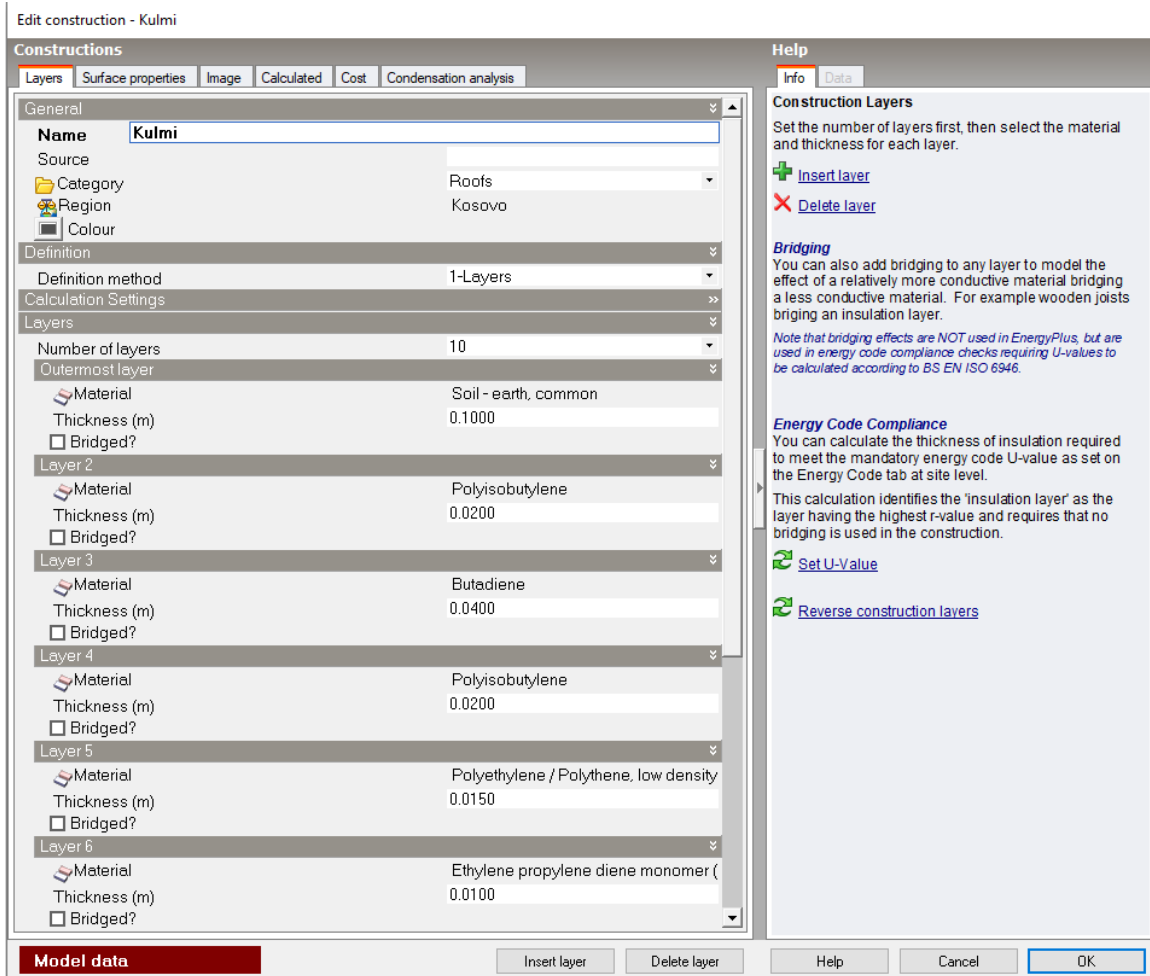 Edit construction - Kulmi
Constructions
Layers Surface properties Image Calculated Cost Condensation analysis
General
Name Kulmi
Source
Category Roofs
Region Kosovo
Colour
Definition
Definition method 1-Layers
Calculation Settings
Layers
Number of layers 10
Outermost layer
Material Soil - earth, common
Thickness (m) 0.1000
Bridged?
Layer 2
Material Polyisobutylene
Thickness (m) 0.0200
Bridged?
Layer 3
Material Butadiene
Thickness (m) 0.0400
Bridged?
Layer 4
Material Polyisobutylene
Thickness (m) 0.0200
Bridged?
Layer 5
Material Polyethylene / Polythene, low density
Thickness (m) 0.0150
Bridged?
Layer 6
Material Ethylene propylene diene monomer (
Thickness (m) 0.0100
Bridged?
Model data
Insert layer Delete layer
Help
Info Data
Construction Layers
Set the number of layers first, then select the material
and thickness for each layer.
Insert layer
Delete layer
Bridging
You can also add bridging to any layer to model the
effect of a relatively more conductive material bridging
a less conductive material. For example wooden joists
briging an insulation layer.
Note that bridging effects are NOT used in EnergyPlus, but are
used in energy code compliance checks requiring U-values to
be calculated according to BS EN ISO 6946.
Energy Code Compliance
You can calculate the thickness of insulation required
to meet the mandatory energy code U-value as set on
the Energy Code tab at site level.
This calculation identifies the 'insulation layer' as the
layer having the highest r-value and requires that no
bridging is used in the construction.
Set U-Value
Reverse construction layers
Help Cancel OK